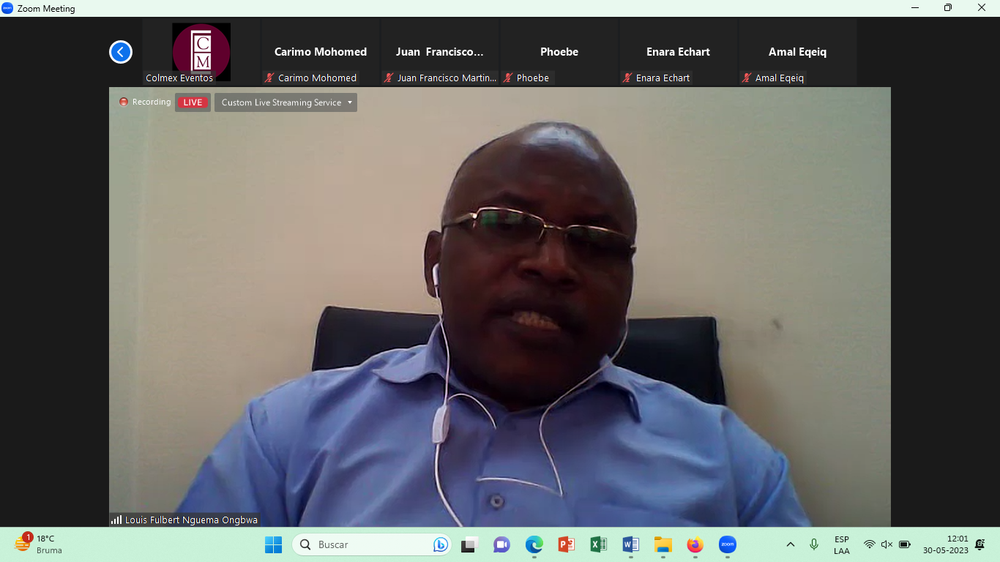 Zoom Meeting
C
M
Carimo Mohomed
Juan Francisco...
Phoebe
Enara Echart
Amal Eqeiq
Colmex Eventos
Carimo Mohomed
Juan Francisco Martin...
Phoebe
Enara Echart
Amal Eqeiq
Recording
LIVE
Custom Live Streaming Service
Louis Fulbert Nguema Ongbwa
1
18°C
Bruma
Buscar
P
X
W
zoom
ESP
LAA
12:01
30-05-2023